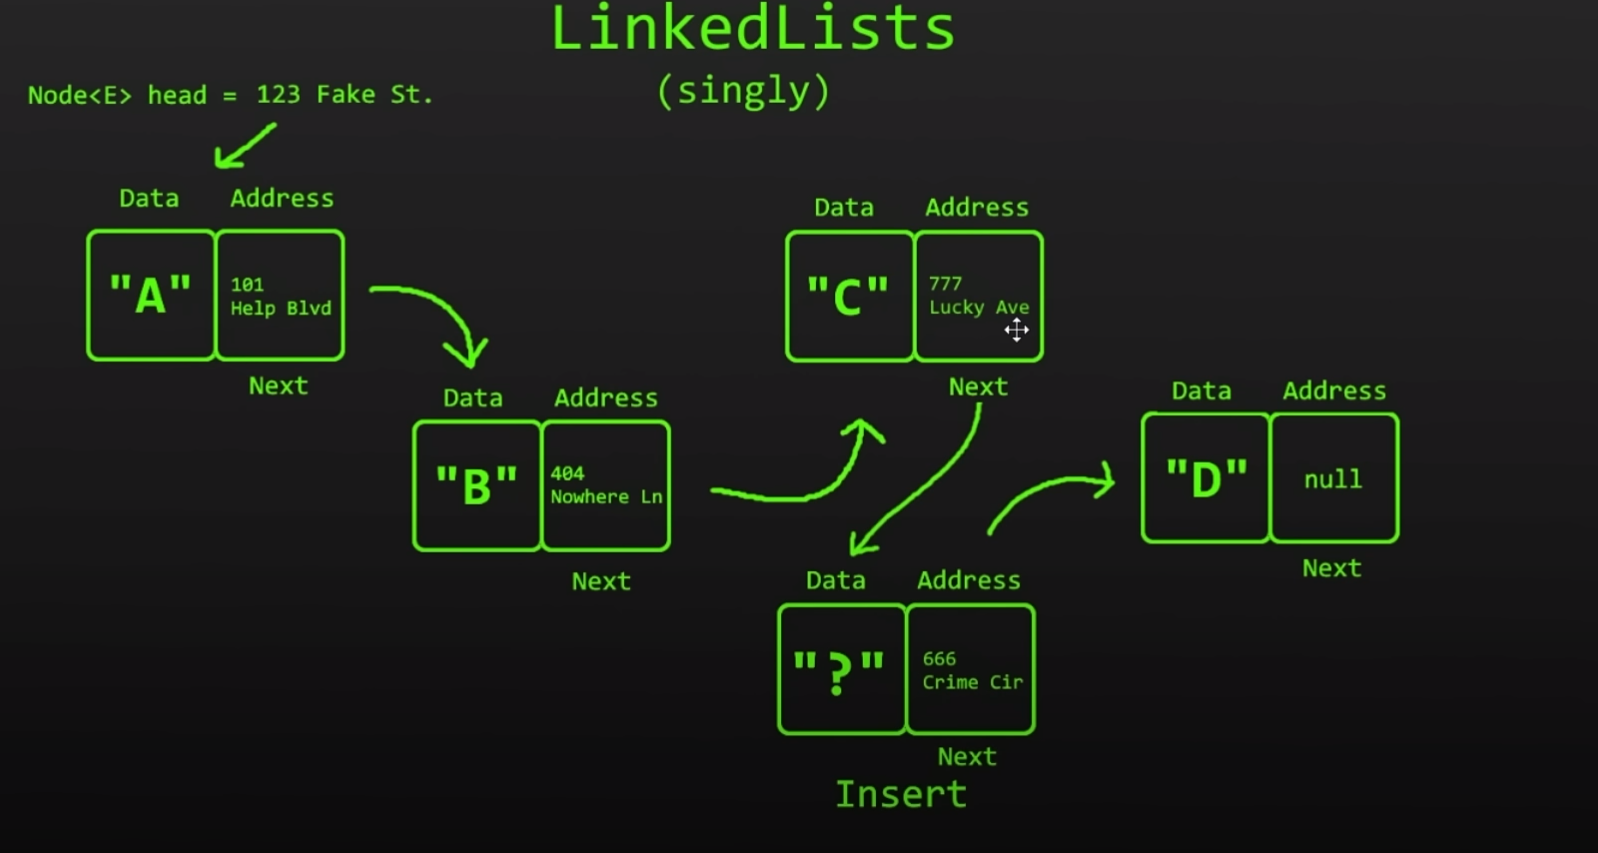 LinkedLists
(singly)
Node<E> head = 123 Fake St.
Data Address
"A"
101
Help Blvd
Next
Data Address
"B"
404
Nowhere Ln
Next
Data Address
"C"
777
Lucky Ave
Next
Data Address
"?"
666
Crime Cir
Next
Insert
Data Address
"D"
null
Next